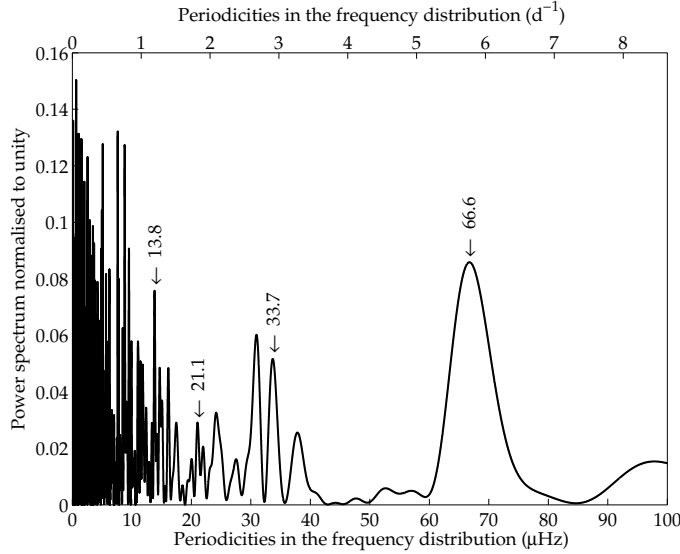 Periodicities in the frequency distribution (d⁻¹)
0 1 2 3 4 5 6 7 8
0.16
0.14
0.12
0.1
0.08
0.06
0.04
0.02
0
Power spectrum normalised to unity
← 13.8
← 21.1
← 33.7
← 66.6
0 10 20 30 40 50 60 70 80 90 100
Periodicities in the frequency distribution (μHz)